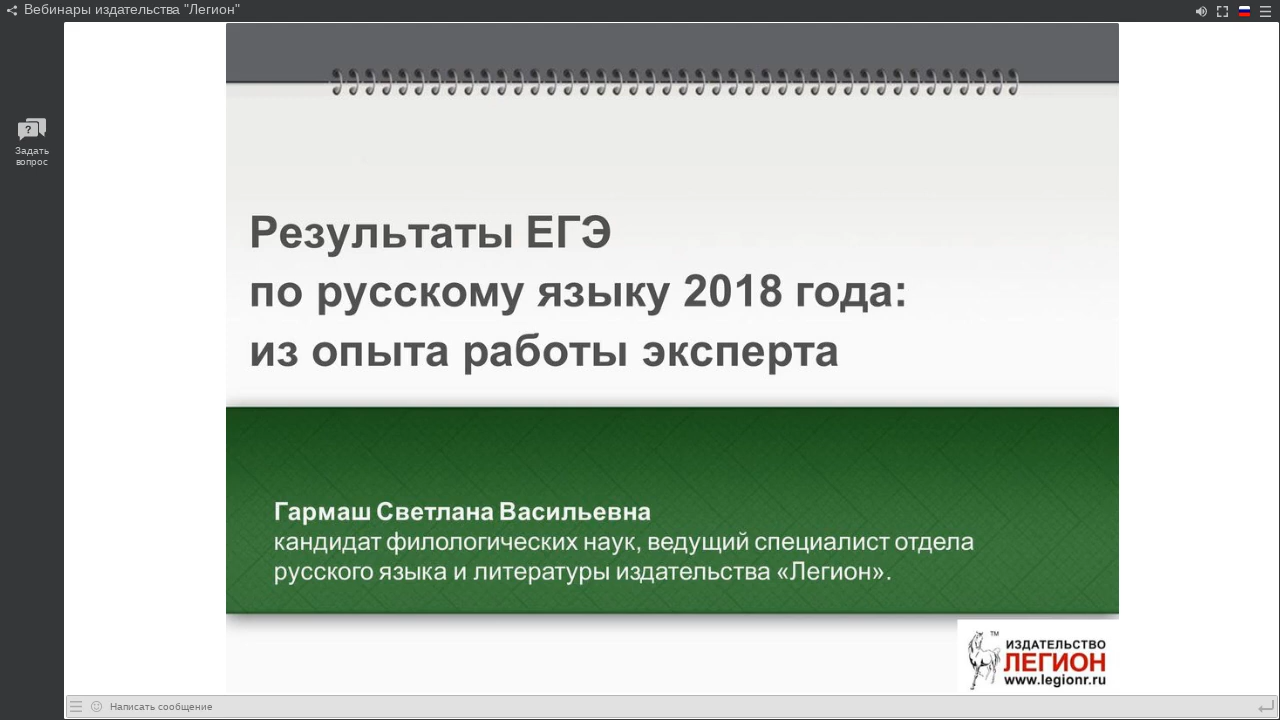 Вебинары издательства "Легион"
Задать
вопрос
Результаты ЕГЭ
по русскому языку 2018 года:
из опыта работы эксперта
Гармаш Светлана Васильевна
кандидат филологических наук, ведущий специалист отдела
русского языка и литературы издательства «Легион».
TM
ИЗДАТЕЛЬСТВО
ЛЕГИОН
www.legionr.ru
Написать сообщение